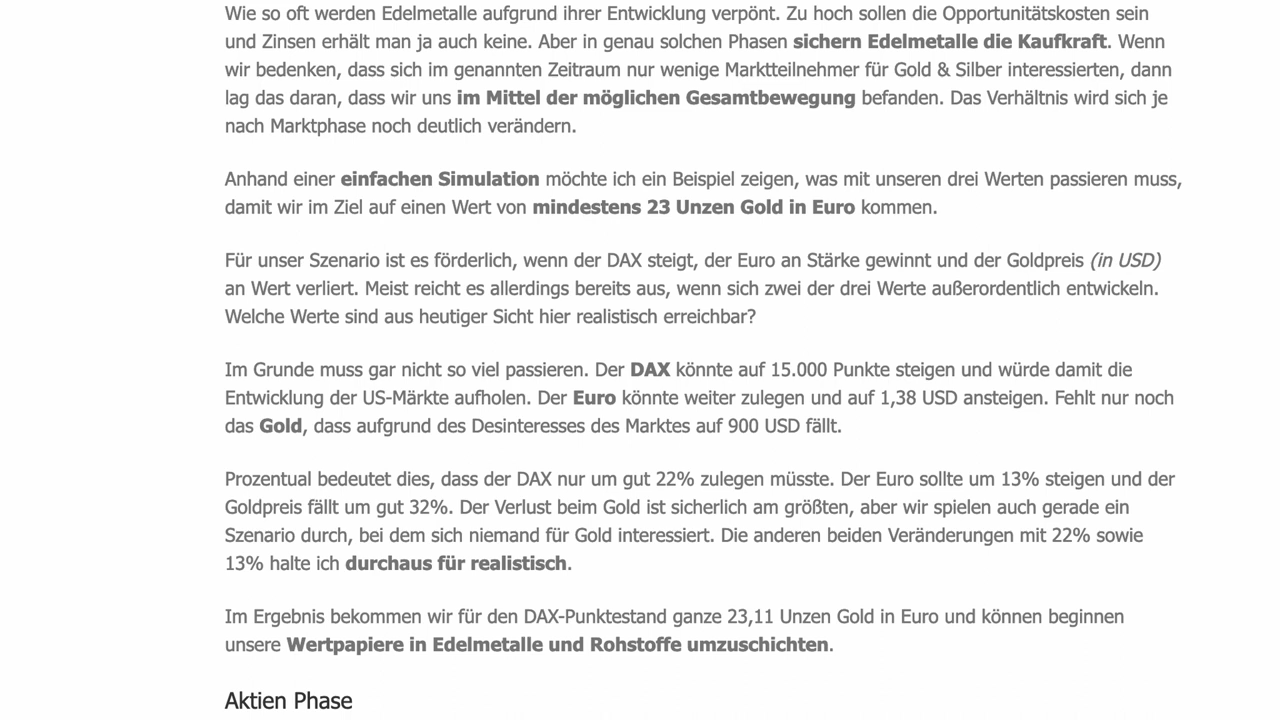 Wie so oft werden Edelmetalle aufgrund ihrer Entwicklung verpönt. Zu hoch sollen die Opportunitätskosten sein
und Zinsen erhält man ja auch keine. Aber in genau solchen Phasen sichern Edelmetalle die Kaufkraft. Wenn
wir bedenken, dass sich im genannten Zeitraum nur wenige Marktteilnehmer für Gold & Silber interessierten, dann
lag das daran, dass wir uns im Mittel der möglichen Gesamtbewegung befanden. Das Verhältnis wird sich je
nach Marktphase noch deutlich verändern.
Anhand einer einfachen Simulation möchte ich ein Beispiel zeigen, was mit unseren drei Werten passieren muss,
damit wir im Ziel auf einen Wert von mindestens 23 Unzen Gold in Euro kommen.
Für unser Szenario ist es förderlich, wenn der DAX steigt, der Euro an Stärke gewinnt und der Goldpreis (in USD)
an Wert verliert. Meist reicht es allerdings bereits aus, wenn sich zwei der drei Werte außerordentlich entwickeln.
Welche Werte sind aus heutiger Sicht hier realistisch erreichbar?
Im Grunde muss gar nicht so viel passieren. Der DAX könnte auf 15.000 Punkte steigen und würde damit die
Entwicklung der US-Märkte aufholen. Der Euro könnte weiter zulegen und auf 1,38 USD ansteigen. Fehlt nur noch
das Gold, dass aufgrund des Desinteresses des Marktes auf 900 USD fällt.
Prozentual bedeutet dies, dass der DAX nur um gut 22% zulegen müsste. Der Euro sollte um 13% steigen und der
Goldpreis fällt um gut 32%. Der Verlust beim Gold ist sicherlich am größten, aber wir spielen auch gerade ein
Szenario durch, bei dem sich niemand für Gold interessiert. Die anderen beiden Veränderungen mit 22% sowie
13% halte ich durchaus für realistisch.
Im Ergebnis bekommen wir für den DAX-Punktestand ganze 23,11 Unzen Gold in Euro und können beginnen
unsere Wertpapiere in Edelmetalle und Rohstoffe umzuschichten.
Aktien Phase